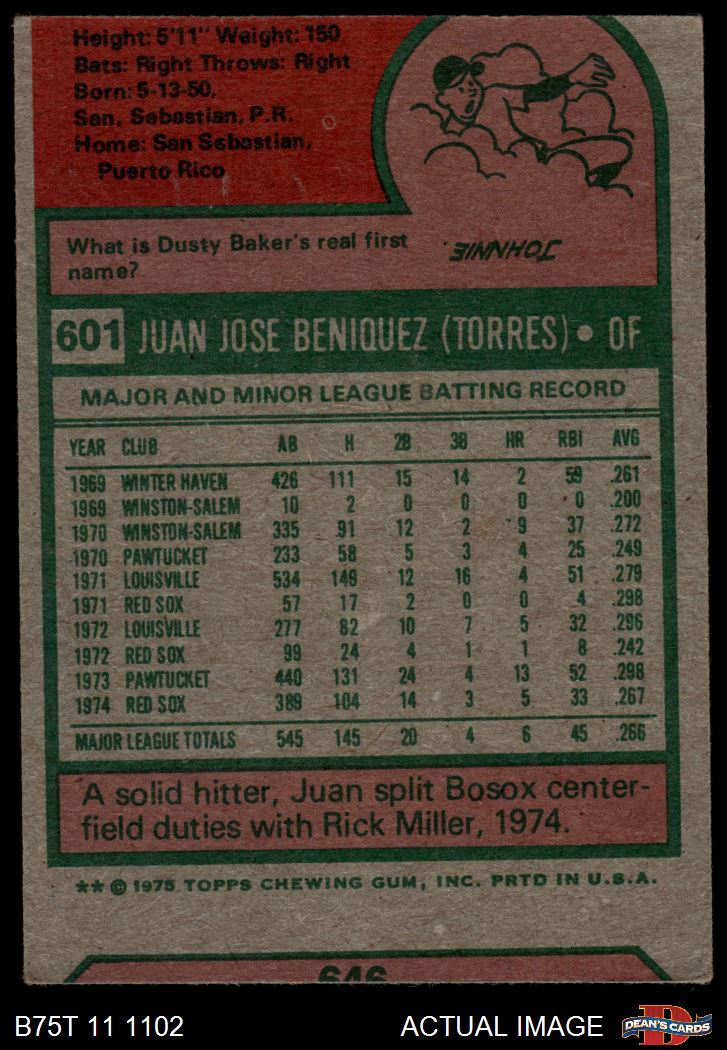 Height: 5'11" Weight: 150
Bats: Right Throws: Right
Born: 5-13-50,
San. Sebastian, P.R.
Home: San Sebastian,
Puerto Rico
What is Dusty Baker's real first
name?
JOHNNIE.
601 JUAN JOSE BENIQUEZ (TORRES) • OF
MAJOR AND MINOR LEAGUE BATTING RECORD
YEAR CLUB AB H 2B 3B HR RBI AVG
1969 WINTER HAVEN 426 111 15 14 2 59 .261
1969 WINSTON-SALEM 10 2 0 0 0 0 .200
1970 WINSTON-SALEM 335 91 12 2 9 37 .272
1970 PAWTUCKET 233 58 5 3 4 25 .249
1971 LOUISVILLE 534 149 12 16 4 51 .279
1971 RED SOX 57 17 2 0 0 4 .298
1972 LOUISVILLE 277 82 10 7 5 32 .296
1972 RED SOX 99 24 4 1 1 8 .242
1973 PAWTUCKET 440 131 24 4 13 52 .298
1974 RED SOX 389 104 14 3 5 33 .267
MAJOR LEAGUE TOTALS 545 145 20 4 6 45 .266
A solid hitter, Juan split Bosox center-
field duties with Rick Miller, 1974.
** © 1975 TOPPS CHEWING GUM, INC. PRTD IN U.S.A.
646
B75T 11 1102 ACTUAL IMAGE D DEAN'S CARDS